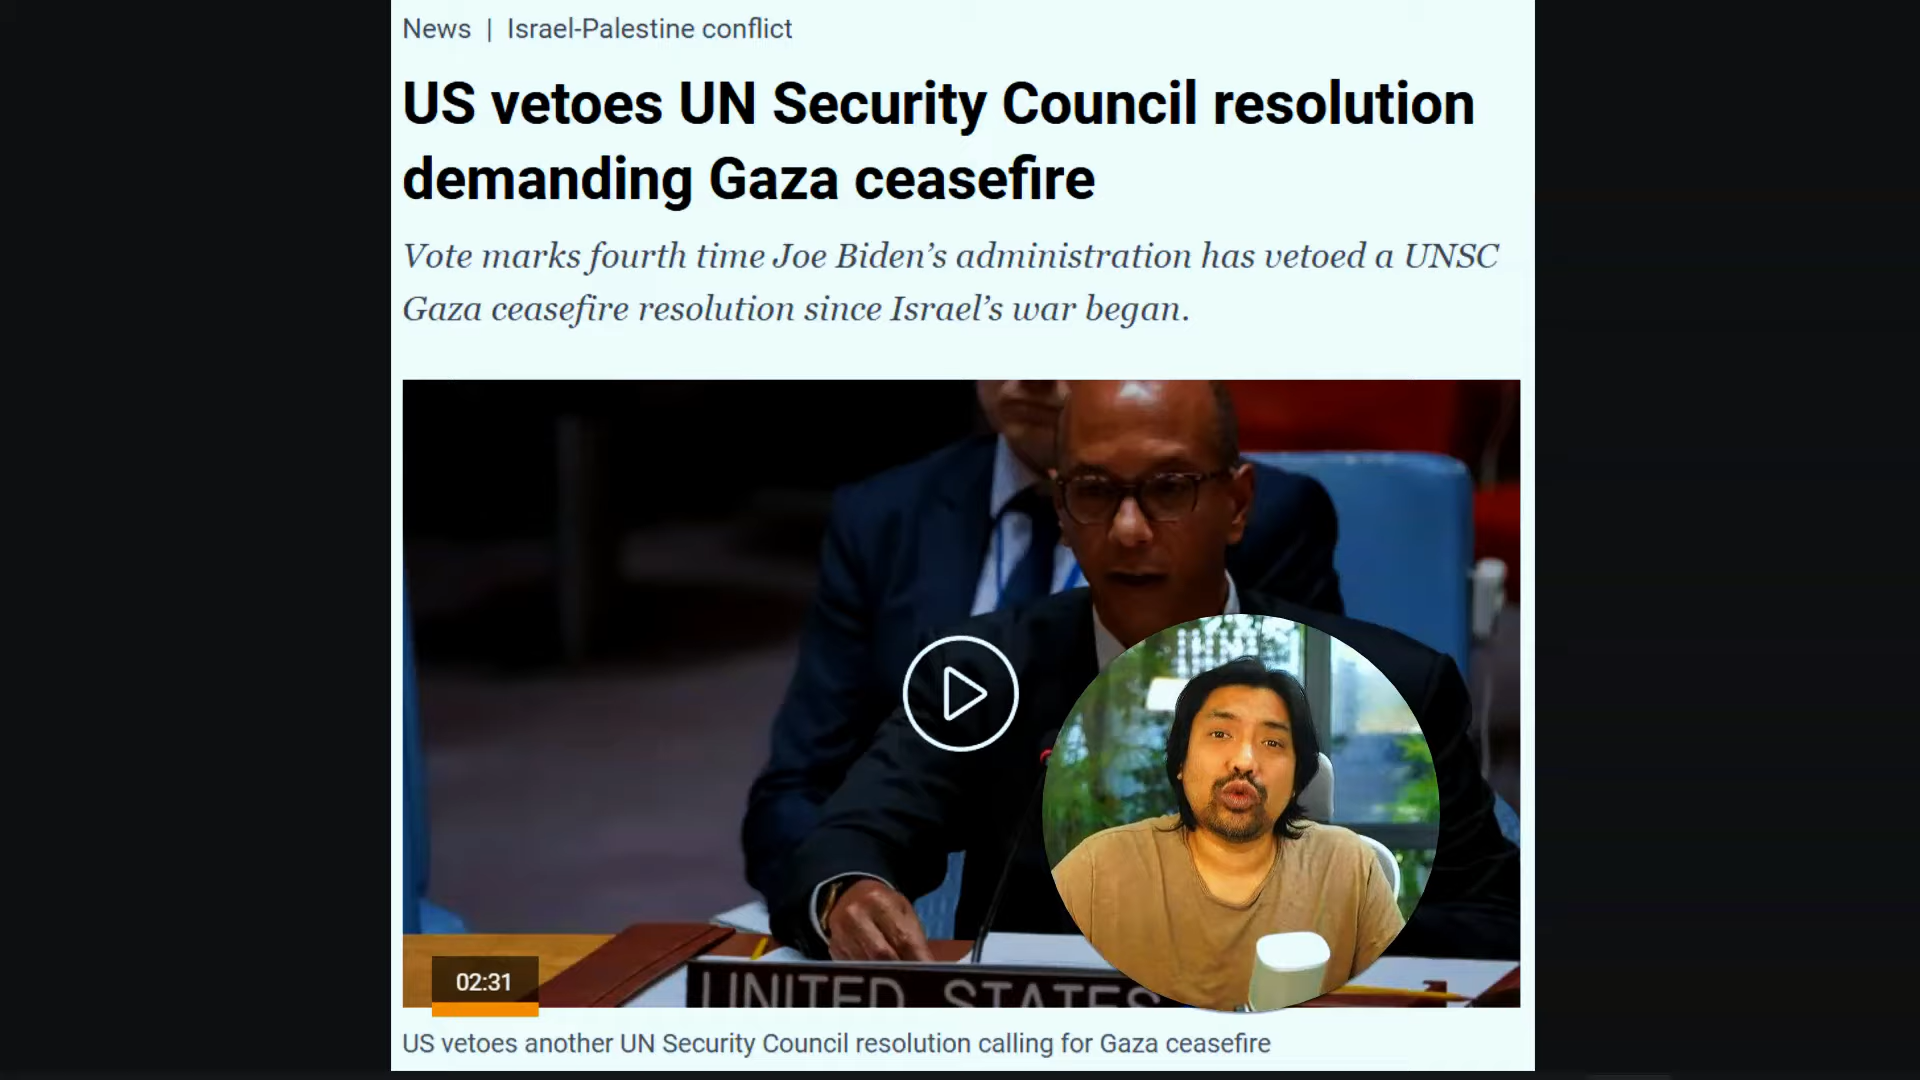 News | Israel-Palestine conflict
US vetoes UN Security Council resolution
demanding Gaza ceasefire
Vote marks fourth time Joe Biden’s administration has vetoed a UNSC
Gaza ceasefire resolution since Israel’s war began.
UNITED STATES
02:31
US vetoes another UN Security Council resolution calling for Gaza ceasefire